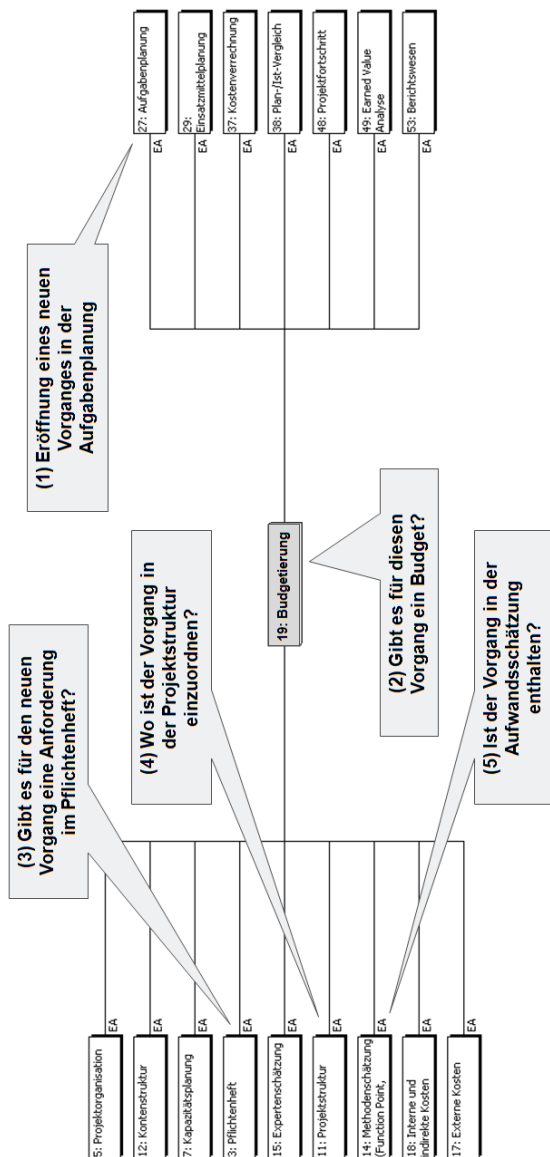 5: Projektorganisation
EA
12: Kontenstruktur
EA
7: Kapazitätsplanung
EA
3: Pflichtenheft
EA
15: Expertenschätzung
EA
11: Projektstruktur
EA
14: Methodenschätzung
(Function Point,
EA
18: Interne und
indirekte Kosten
EA
17: Externe Kosten
EA
(3) Gibt es für den neuen
Vorgang eine Anforderung
im Pflichtenheft?
(4) Wo ist der Vorgang in
der Projektstruktur
einzuordnen?
19: Budgetierung
(2) Gibt es für diesen
Vorgang ein Budget?
(5) Ist der Vorgang in der
Aufwandsschätzung
enthalten?
(1) Eröffnung eines neuen
Vorganges in der
Aufgabenplanung
27: Aufgabenplanung
EA
29:
Einsatzmittelplanung
EA
37: Kostenverrechnung
EA
38: Plan-/Ist-Vergleich
EA
48: Projektfortschritt
EA
49: Earned Value
Analyse
EA
53: Berichtswesen
EA